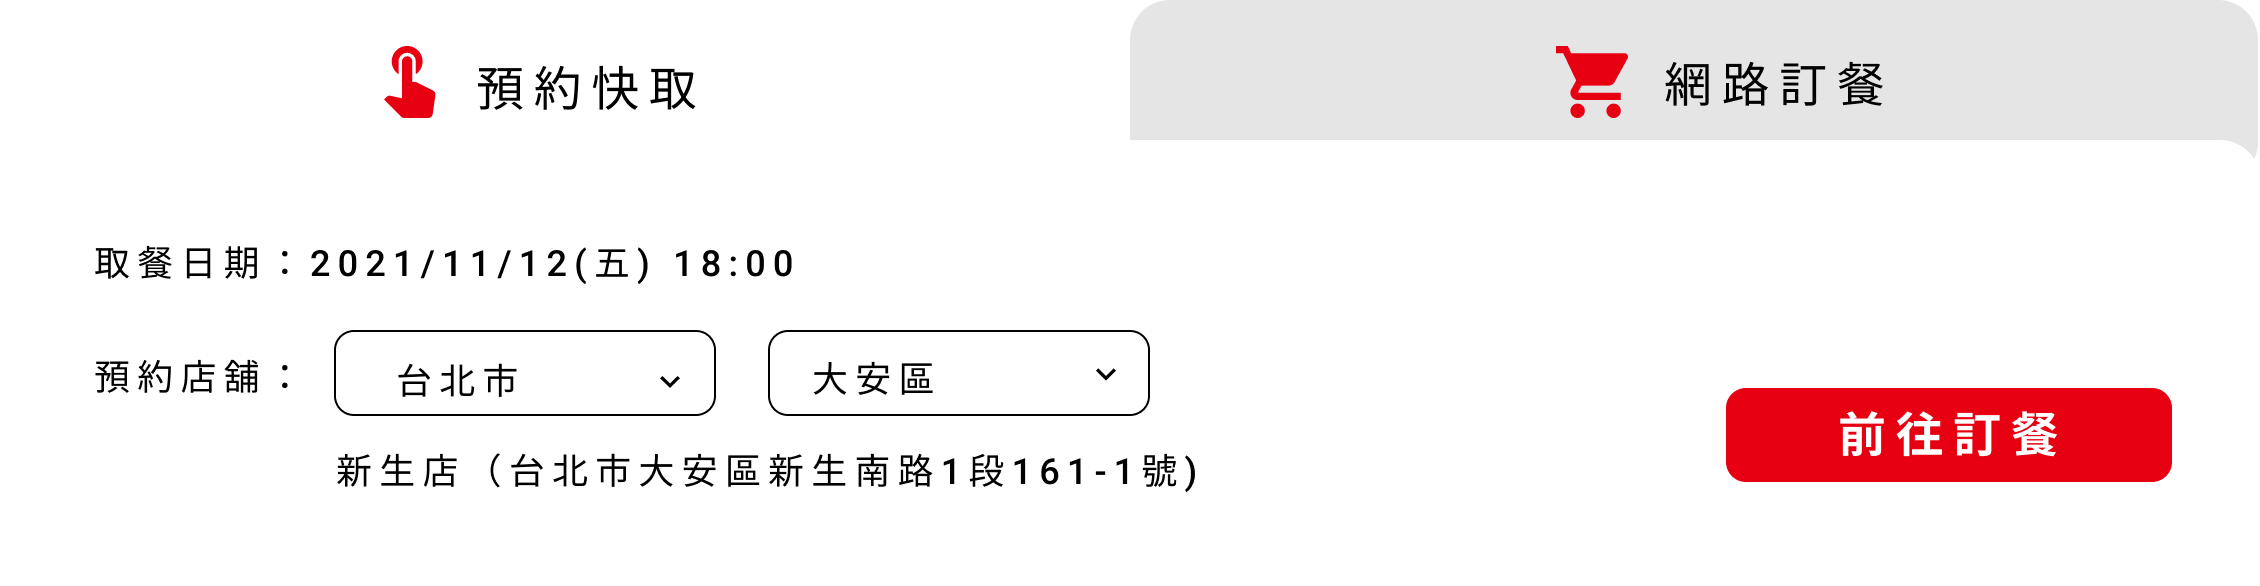 預約快取
網路訂餐
取餐日期：2021/11/12(五) 18:00
預約店舖：
台北市
大安區
新生店（台北市大安區新生南路1段161-1號)
前往訂餐